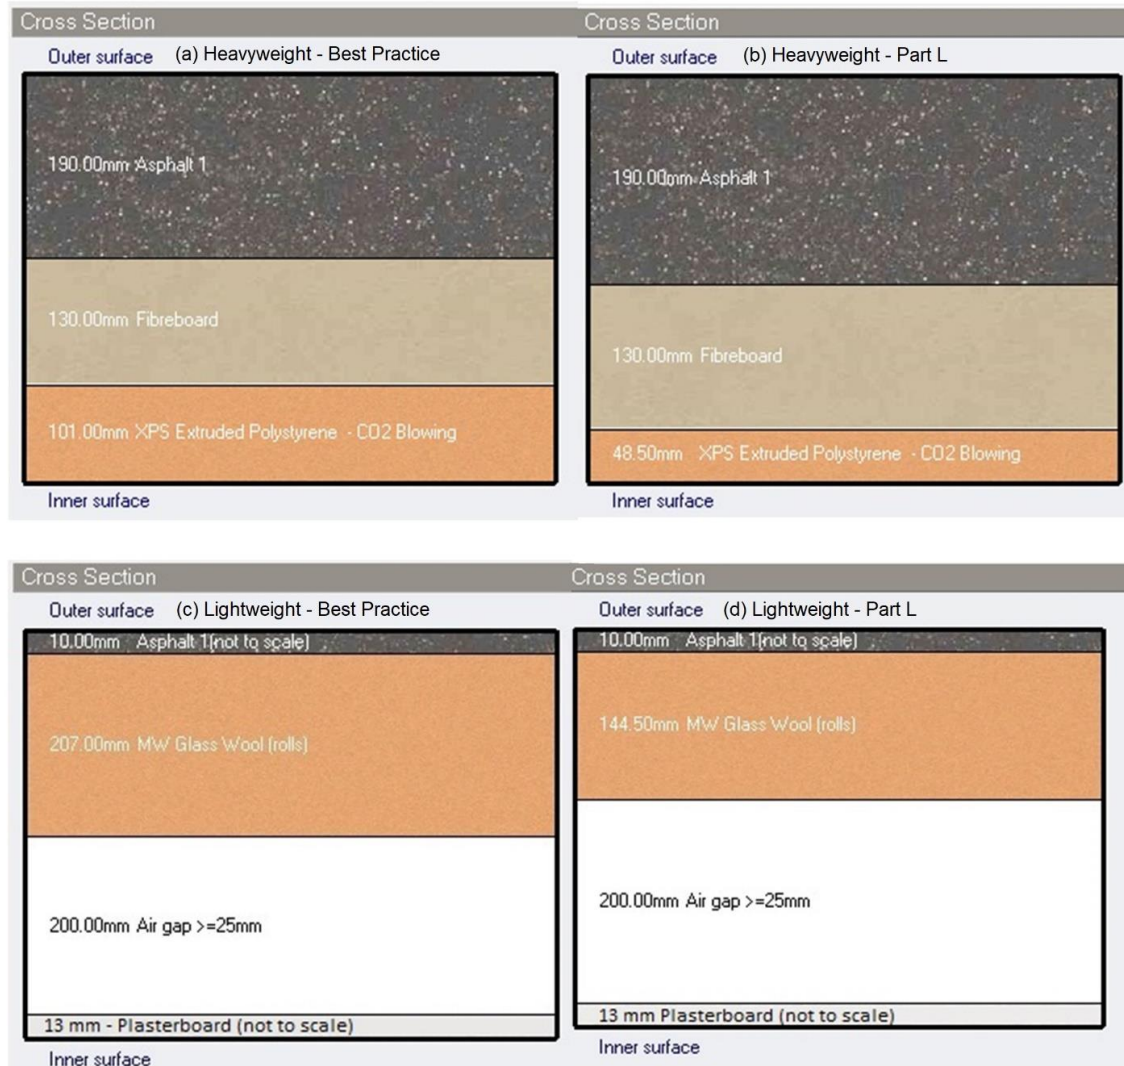 Cross Section
Outer surface (a) Heavyweight - Best Practice
190.00mm Asphalt 1
130.00mm Fibreboard
101.00mm XPS Extruded Polystyrene - CO2 Blowing
Inner surface
Cross Section
Outer surface (b) Heavyweight - Part L
190.00mm Asphalt 1
130.00mm Fibreboard
48.50mm XPS Extruded Polystyrene - CO2 Blowing
Inner surface
Cross Section
Outer surface (c) Lightweight - Best Practice
10.00mm Asphalt 1(not to scale)
207.00mm MW Glass Wool (rolls)
200.00mm Air gap >=25mm
13 mm - Plasterboard (not to scale)
Inner surface
Cross Section
Outer surface (d) Lightweight - Part L
10.00mm Asphalt 1(not to scale)
144.50mm MW Glass Wool (rolls)
200.00mm Air gap >=25mm
13 mm Plasterboard (not to scale)
Inner surface